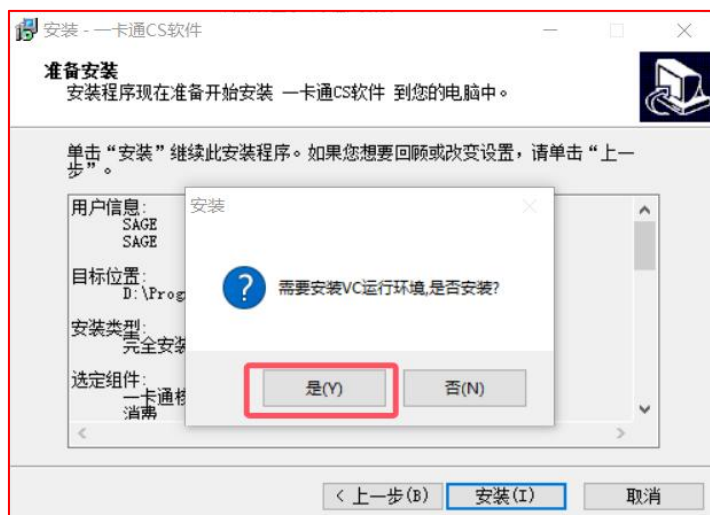 安装 - 一卡通CS软件
准备安装
安装程序现在准备开始安装 一卡通CS软件 到您的电脑中。
单击“安装”继续此安装程序。如果您想要回顾或改变设置，请单击“上一
步”。
用户信息:
SAGE
SAGE
目标位置:
D:\Prog
安装类型:
完全安装
选定组件:
一卡通核
消费
安装
需要安装VC运行环境,是否安装?
是(Y)
否(N)
< 上一步(B)
安装(I)
取消